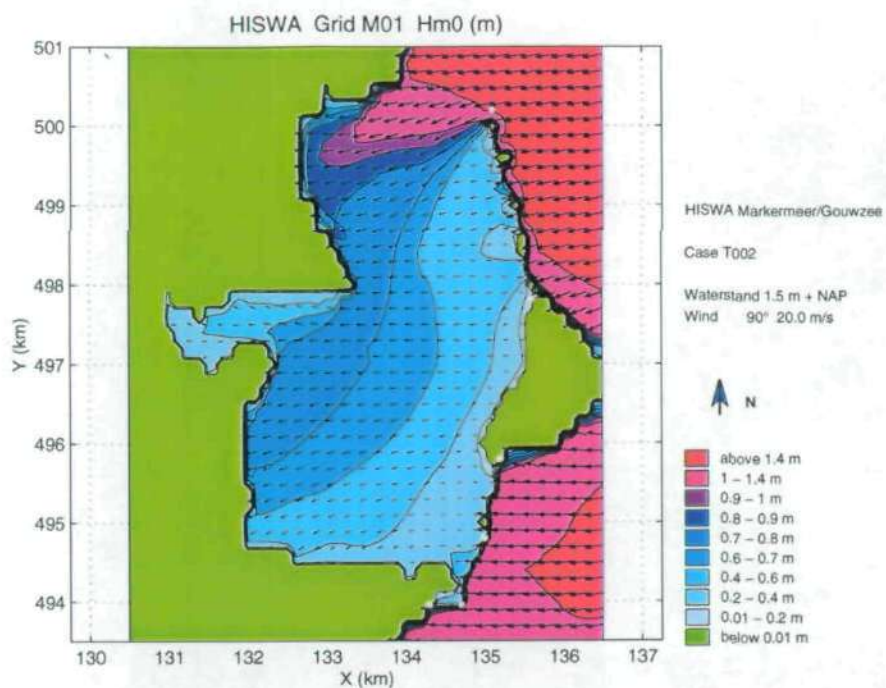 HISWA Grid M01 Hm0 (m)
501
500
499
498
497
496
495
494
Y (km)
130 131 132 133 134 135 136 137
X (km)
HISWA Markermeer/Gouwzee
Case T002
Waterstand 1.5 m + NAP
Wind 90° 20.0 m/s
N
above 1.4 m
1 – 1.4 m
0.9 – 1 m
0.8 – 0.9 m
0.7 – 0.8 m
0.6 – 0.7 m
0.4 – 0.6 m
0.2 – 0.4 m
0.01 – 0.2 m
below 0.01 m